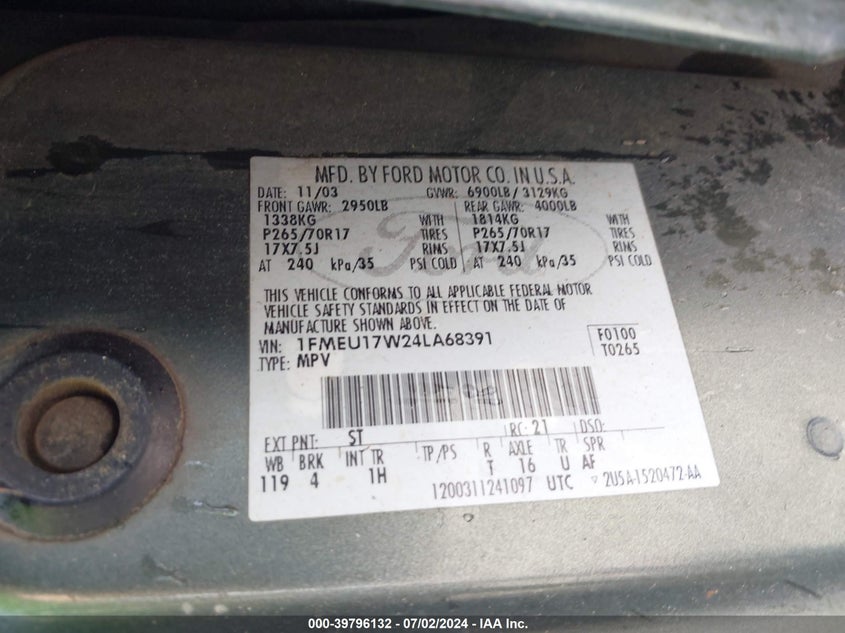 MFD. BY FORD MOTOR CO. IN U.S.A.
DATE: 11/03 GVWR: 6900LB/ 3129KG
FRONT GAWR: 2950LB REAR GAWR: 4000LB
1338KG WITH 1814KG WITH
P265/70R17 TIRES P265/70R17 TIRES
17X7.5J RIMS 17X7.5J RIMS
AT 240 kPa/35 PSI COLD AT 240 kPa/35 PSI COLD
Ford
THIS VEHICLE CONFORMS TO ALL APPLICABLE FEDERAL MOTOR
VEHICLE SAFETY STANDARDS IN EFFECT ON THE DATE OF
MANUFACTURE SHOWN ABOVE.
VIN: 1FMEU17W24LA68391 F0100
TYPE: MPV T0265
EXT PNT: ST RC: 21 DSO:
WB BRK INT TR TP/PS R AXLE TR SPR
119 4 1H T 16 U AF
1200311241097 UTC 2U5A-1520472-AA
000-39796132 - 07/02/2024 - IAA Inc.